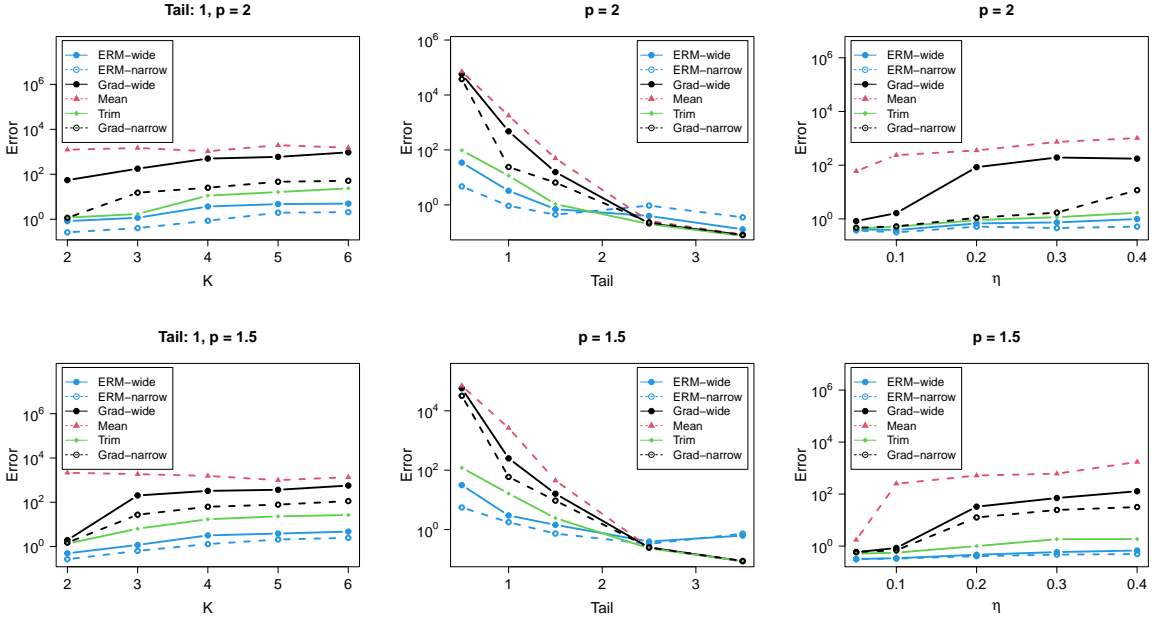 Tail: 1, p = 2
Error
10^6
10^4
10^2
10^0
ERM−wide
ERM−narrow
Grad−wide
Mean
Trim
Grad−narrow
2 3 4 5 6
K
p = 2
Error
10^6
10^4
10^2
10^0
ERM−wide
ERM−narrow
Grad−wide
Mean
Trim
Grad−narrow
1 2 3
Tail
p = 2
Error
10^6
10^4
10^2
10^0
ERM−wide
ERM−narrow
Grad−wide
Mean
Trim
Grad−narrow
0.1 0.2 0.3 0.4
η
Tail: 1, p = 1.5
Error
10^6
10^4
10^2
10^0
ERM−wide
ERM−narrow
Grad−wide
Mean
Trim
Grad−narrow
2 3 4 5 6
K
p = 1.5
Error
10^4
10^2
10^0
ERM−wide
ERM−narrow
Grad−wide
Mean
Trim
Grad−narrow
1 2 3
Tail
p = 1.5
Error
10^6
10^4
10^2
10^0
ERM−wide
ERM−narrow
Grad−wide
Mean
Trim
Grad−narrow
0.1 0.2 0.3 0.4
η